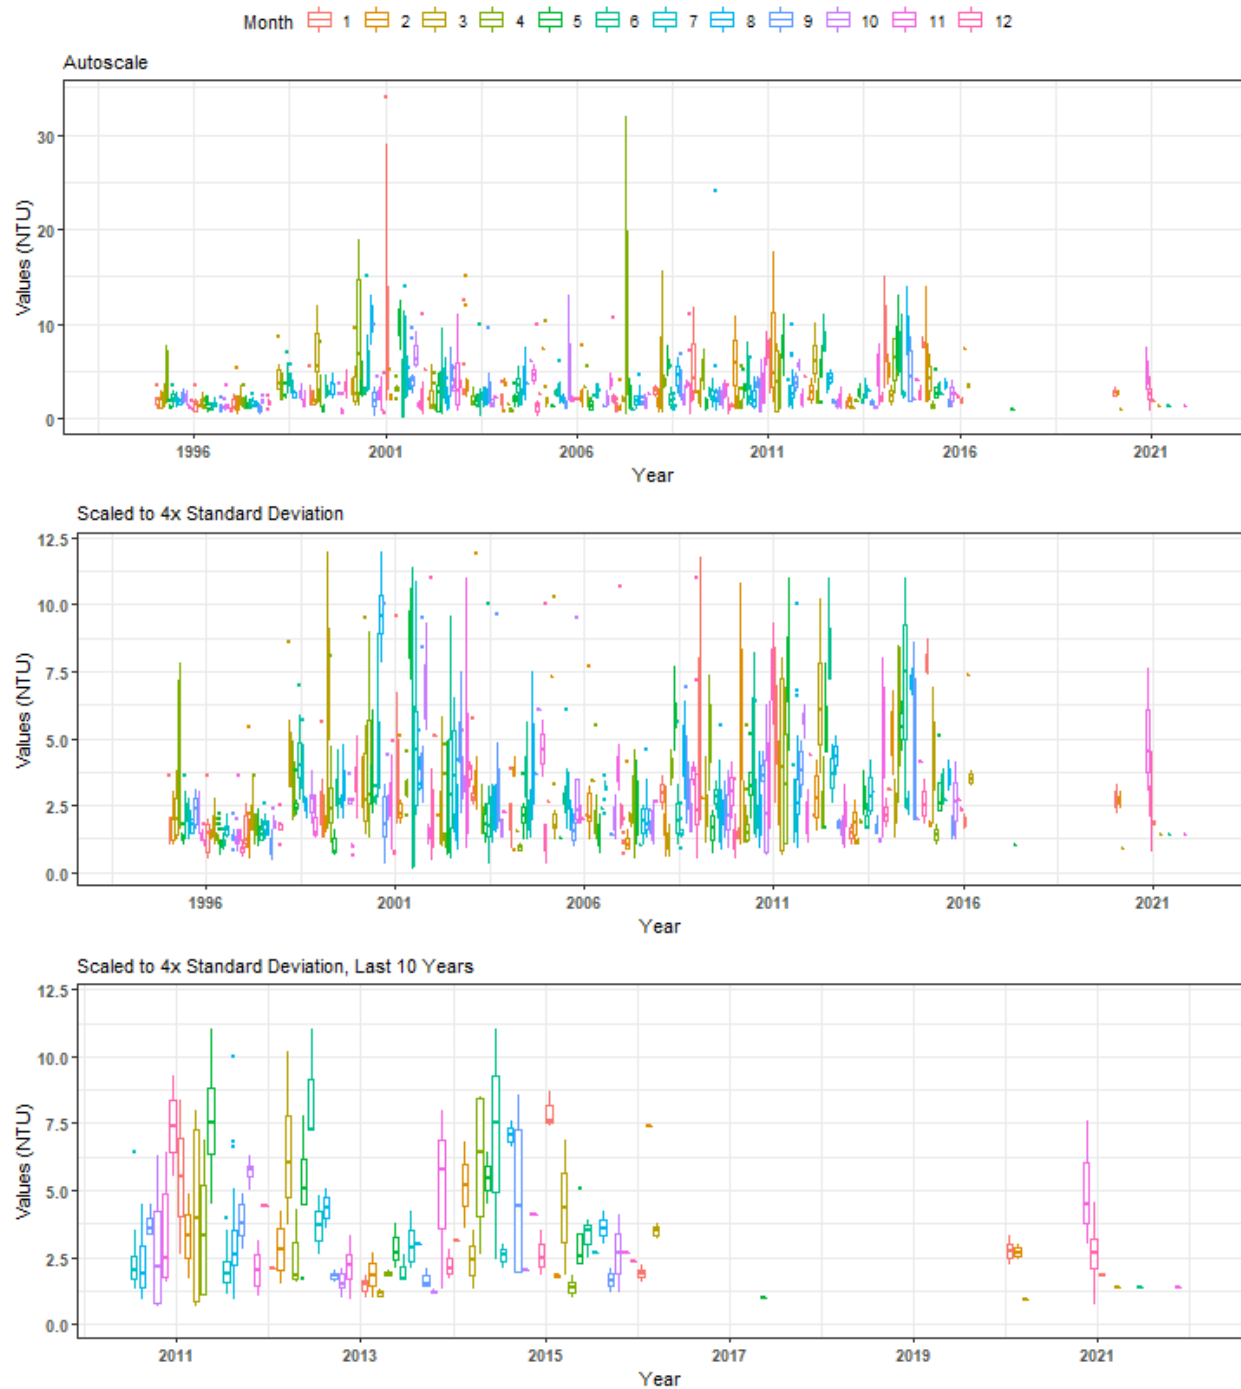 Month 1 2 3 4 5 6 7 8 9 10 11 12
Autoscale
30
20
10
0
Values (NTU)
1996 2001 2006 2011 2016 2021
Year
Scaled to 4x Standard Deviation
12.5
10.0
7.5
5.0
2.5
0.0
Values (NTU)
1996 2001 2006 2011 2016 2021
Year
Scaled to 4x Standard Deviation, Last 10 Years
12.5
10.0
7.5
5.0
2.5
0.0
Values (NTU)
2011 2013 2015 2017 2019 2021
Year